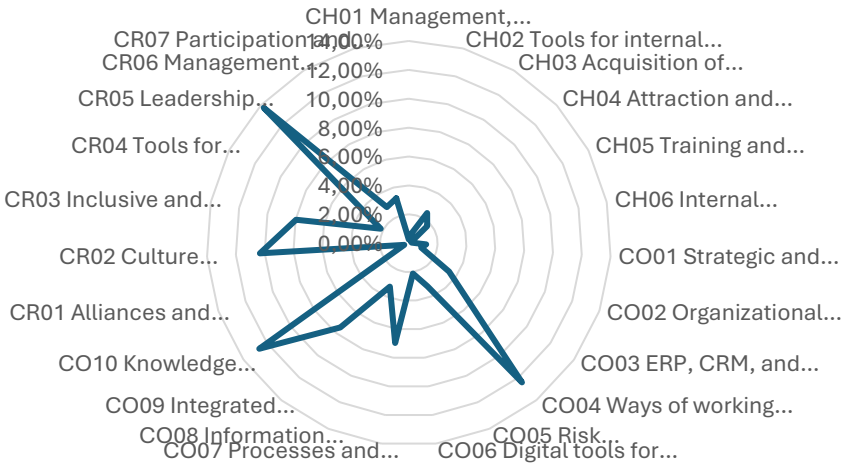 CH01 Management,...
CH02 Tools for internal...
CH03 Acquisition of...
CH04 Attraction and...
CH05 Training and...
CH06 Internal...
CO01 Strategic and...
CO02 Organizational...
CO03 ERP, CRM, and...
CO04 Ways of working...
CO05 Risk...
CO06 Digital tools for...
CO07 Processes and...
CO08 Information...
CO09 Integrated...
CO10 Knowledge...
CR01 Alliances and...
CR02 Culture...
CR03 Inclusive and...
CR04 Tools for...
CR05 Leadership...
CR06 Management...
CR07 Participation and...
14,00%
12,00%
10,00%
8,00%
6,00%
4,00%
2,00%
0,00%